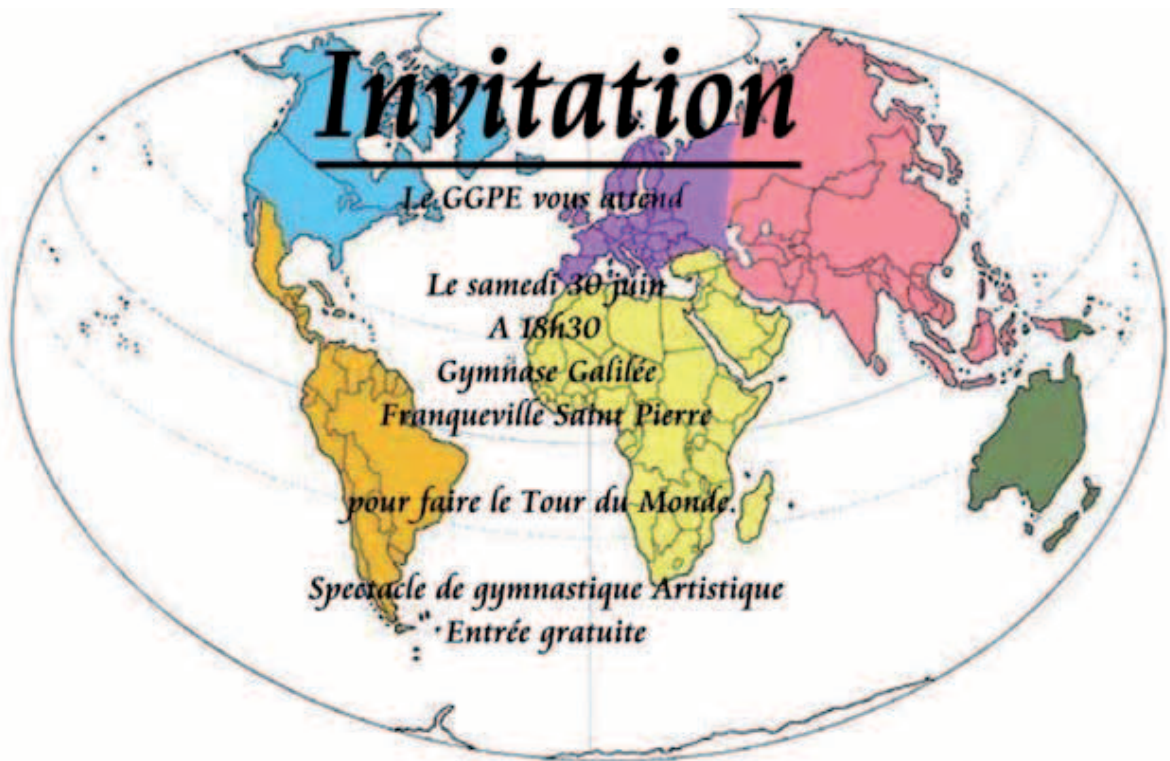 Invitation
Le GGPE vous attend
Le samedi 30 juin
A 18h30
Gymnase Galilée
Franqueville Saint Pierre
pour faire le Tour du Monde.
Spectacle de gymnastique Artistique
Entrée gratuite